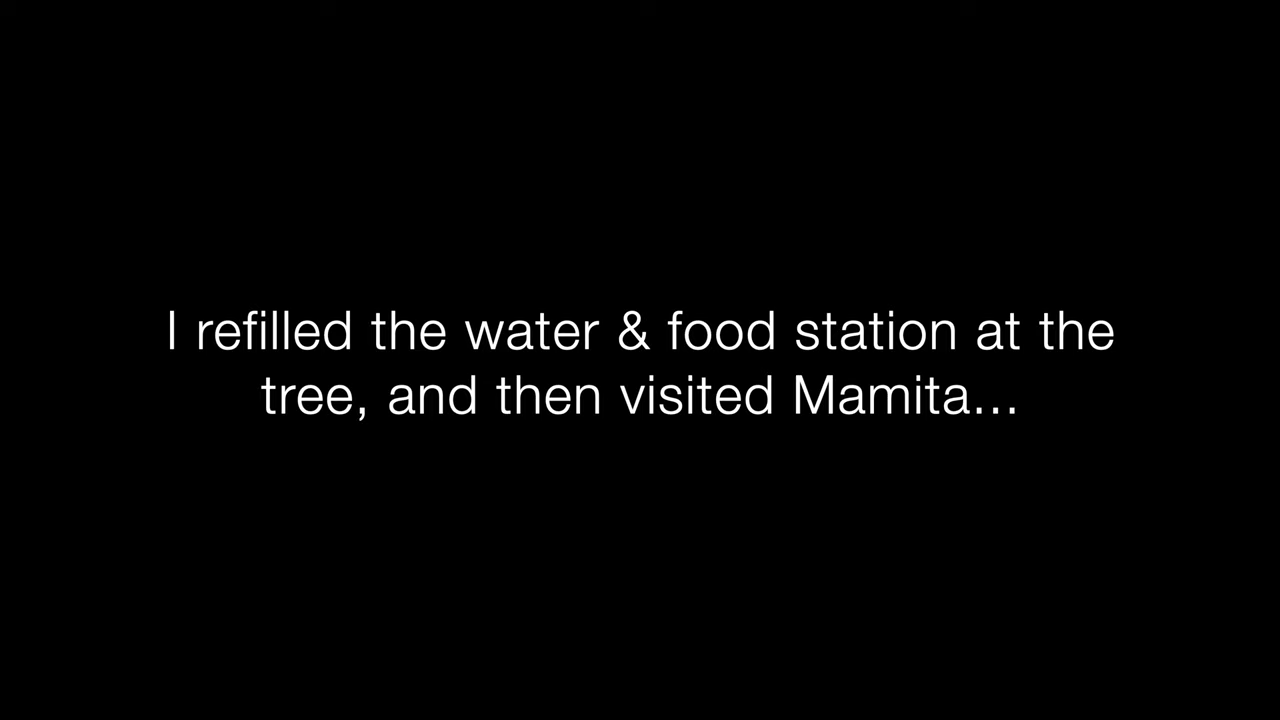 I refilled the water & food station at the
tree, and then visited Mamita...